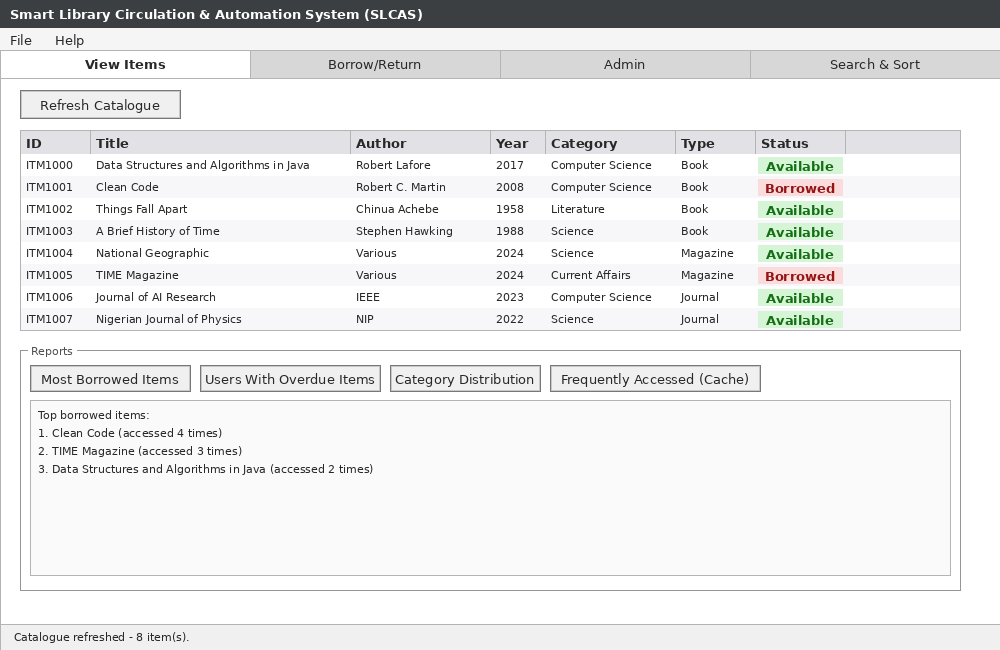 Smart Library Circulation & Automation System (SLCAS)
File Help
View Items Borrow/Return Admin Search & Sort
Refresh Catalogue
ID Title Author Year Category Type Status
ITM1000 Data Structures and Algorithms in Java Robert Lafore 2017 Computer Science Book Available
ITM1001 Clean Code Robert C. Martin 2008 Computer Science Book Borrowed
ITM1002 Things Fall Apart Chinua Achebe 1958 Literature Book Available
ITM1003 A Brief History of Time Stephen Hawking 1988 Science Book Available
ITM1004 National Geographic Various 2024 Science Magazine Available
ITM1005 TIME Magazine Various 2024 Current Affairs Magazine Borrowed
ITM1006 Journal of AI Research IEEE 2023 Computer Science Journal Available
ITM1007 Nigerian Journal of Physics NIP 2022 Science Journal Available
Reports
Most Borrowed Items Users With Overdue Items Category Distribution Frequently Accessed (Cache)
Top borrowed items:
1. Clean Code (accessed 4 times)
2. TIME Magazine (accessed 3 times)
3. Data Structures and Algorithms in Java (accessed 2 times)
Catalogue refreshed - 8 item(s).